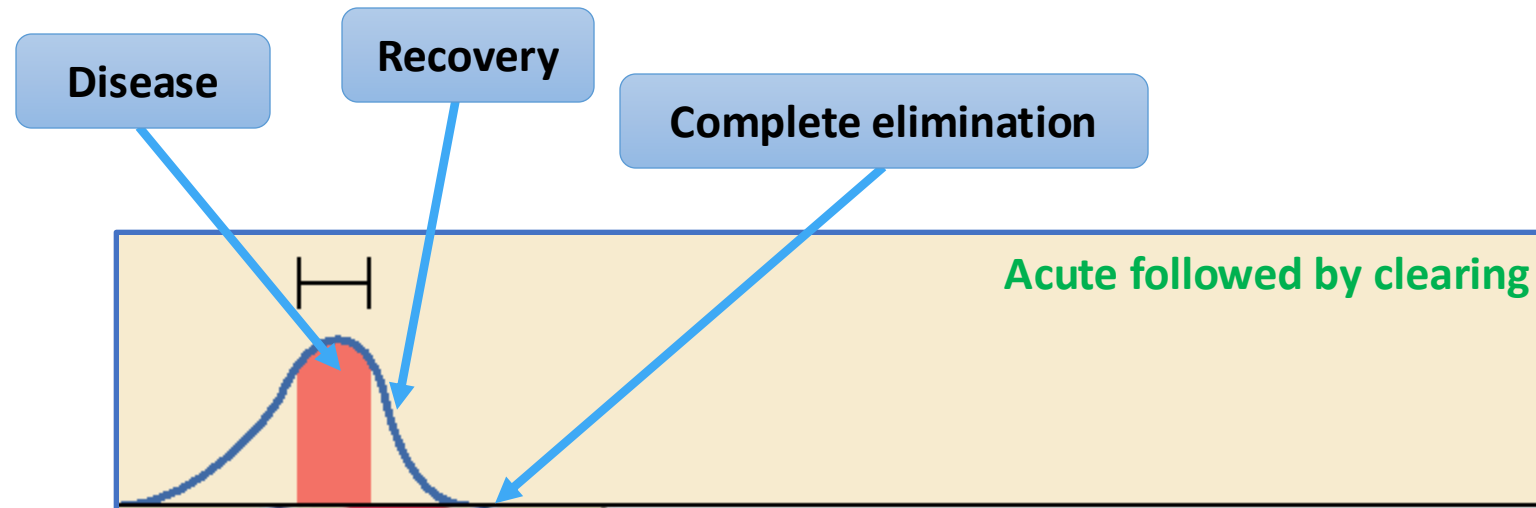 Disease
Recovery
Complete elimination
Acute followed by clearing